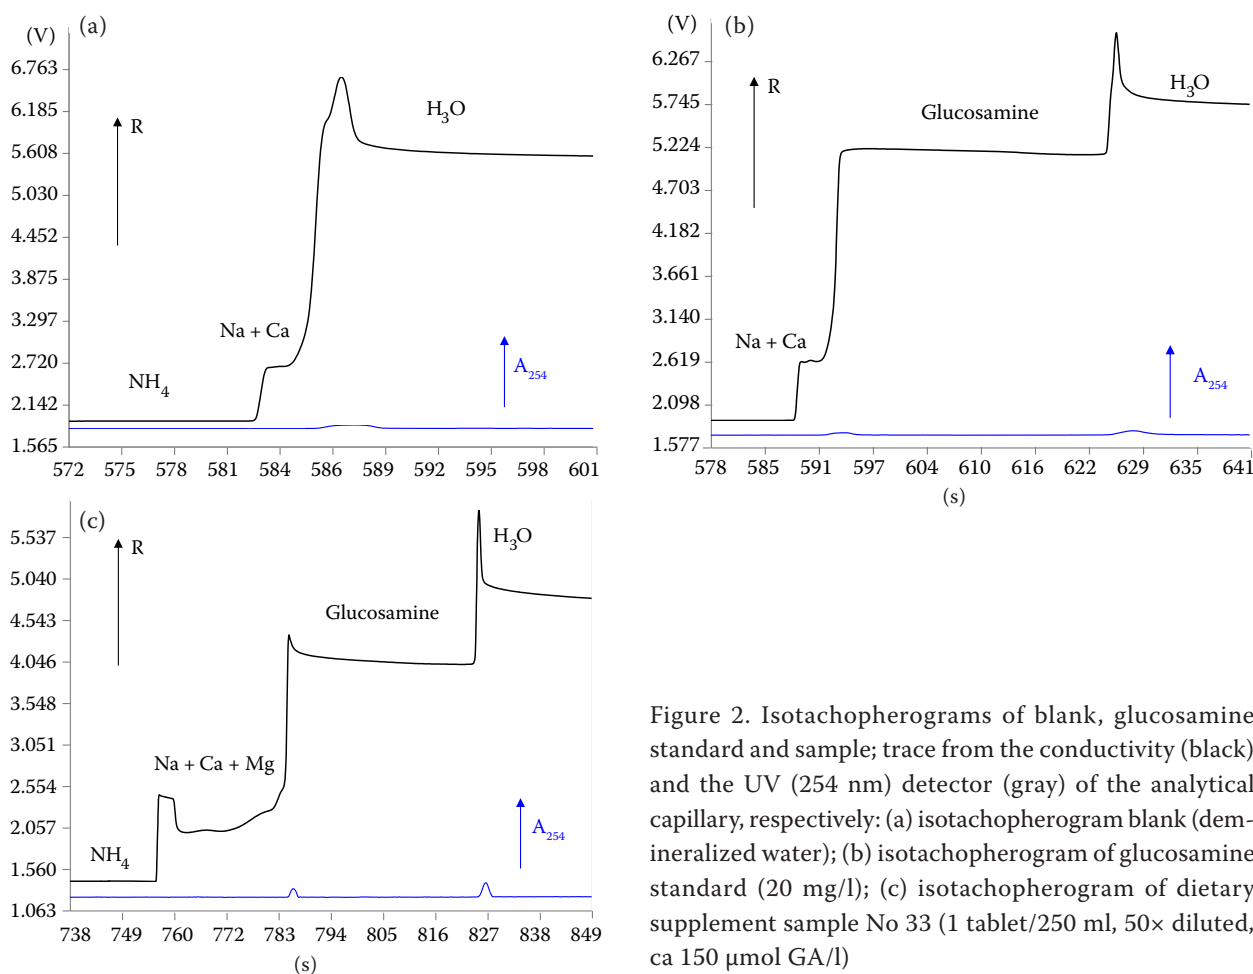 (a)
(V)
6.763
6.185
5.608
5.030
4.452
3.875
3.297
2.720
2.142
1.565
R
H₃O
Na + Ca
NH₄
A₂₅₄
572 575 578 581 584 586 589 592 595 598 601
(V)
(b)
6.267
5.745
5.224
4.703
4.182
3.661
3.140
2.619
2.098
1.577
R
Glucosamine
H₃O
Na + Ca
A₂₅₄
578 585 591 597 604 610 616 622 629 635 641
(s)
(c)
5.537
5.040
4.543
4.046
3.548
3.051
2.554
2.057
1.560
1.063
R
H₃O
Glucosamine
Na + Ca + Mg
NH₄
A₂₅₄
738 749 760 772 784 794 805 816 827 838 849
(s)
Figure 2. Isotachopherograms of blank, glucosamine
standard and sample; trace from the conductivity (black)
and the UV (254 nm) detector (gray) of the analytical
capillary, respectively: (a) isotachopherogram blank (dem-
ineralized water); (b) isotachopherogram of glucosamine
standard (20 mg/l); (c) isotachopherogram of dietary
supplement sample No 33 (1 tablet/250 ml, 50× diluted,
ca 150 μmol GA/l)